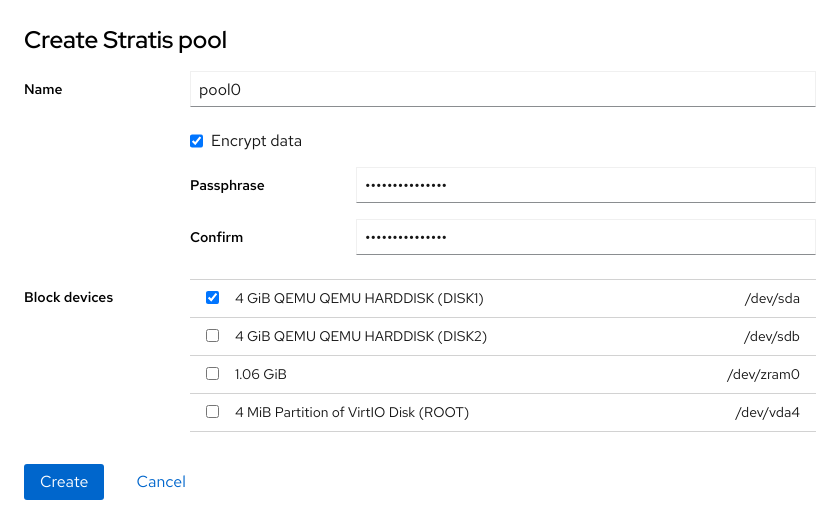 Create Stratis pool
Name pool0
Encrypt data
Passphrase •••••••••••••••
Confirm •••••••••••••••
Block devices 4 GiB QEMU QEMU HARDDISK (DISK1) /dev/sda
4 GiB QEMU QEMU HARDDISK (DISK2) /dev/sdb
1.06 GiB /dev/zram0
4 MiB Partition of VirtIO Disk (ROOT) /dev/vda4
Create Cancel